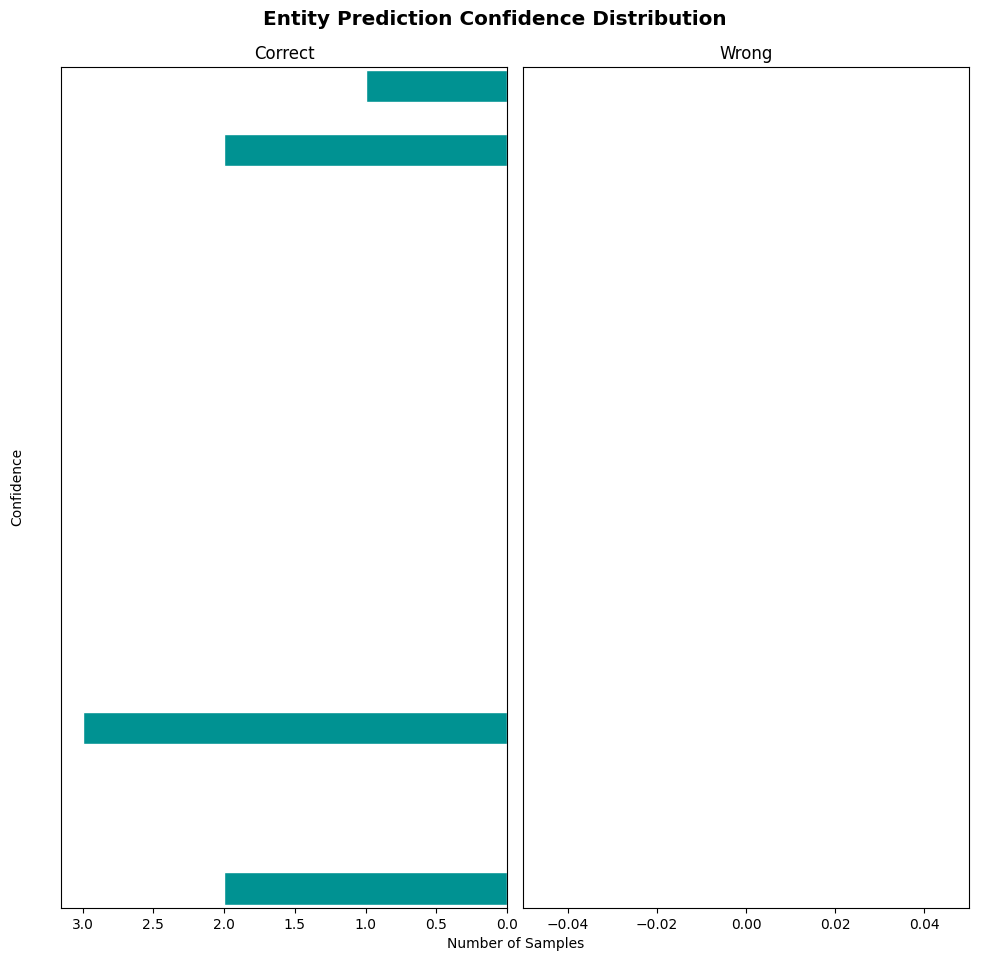 Entity Prediction Confidence Distribution
Correct
Wrong
Confidence
3.0 2.5 2.0 1.5 1.0 0.5 0.0
−0.04 −0.02 0.00 0.02 0.04
Number of Samples